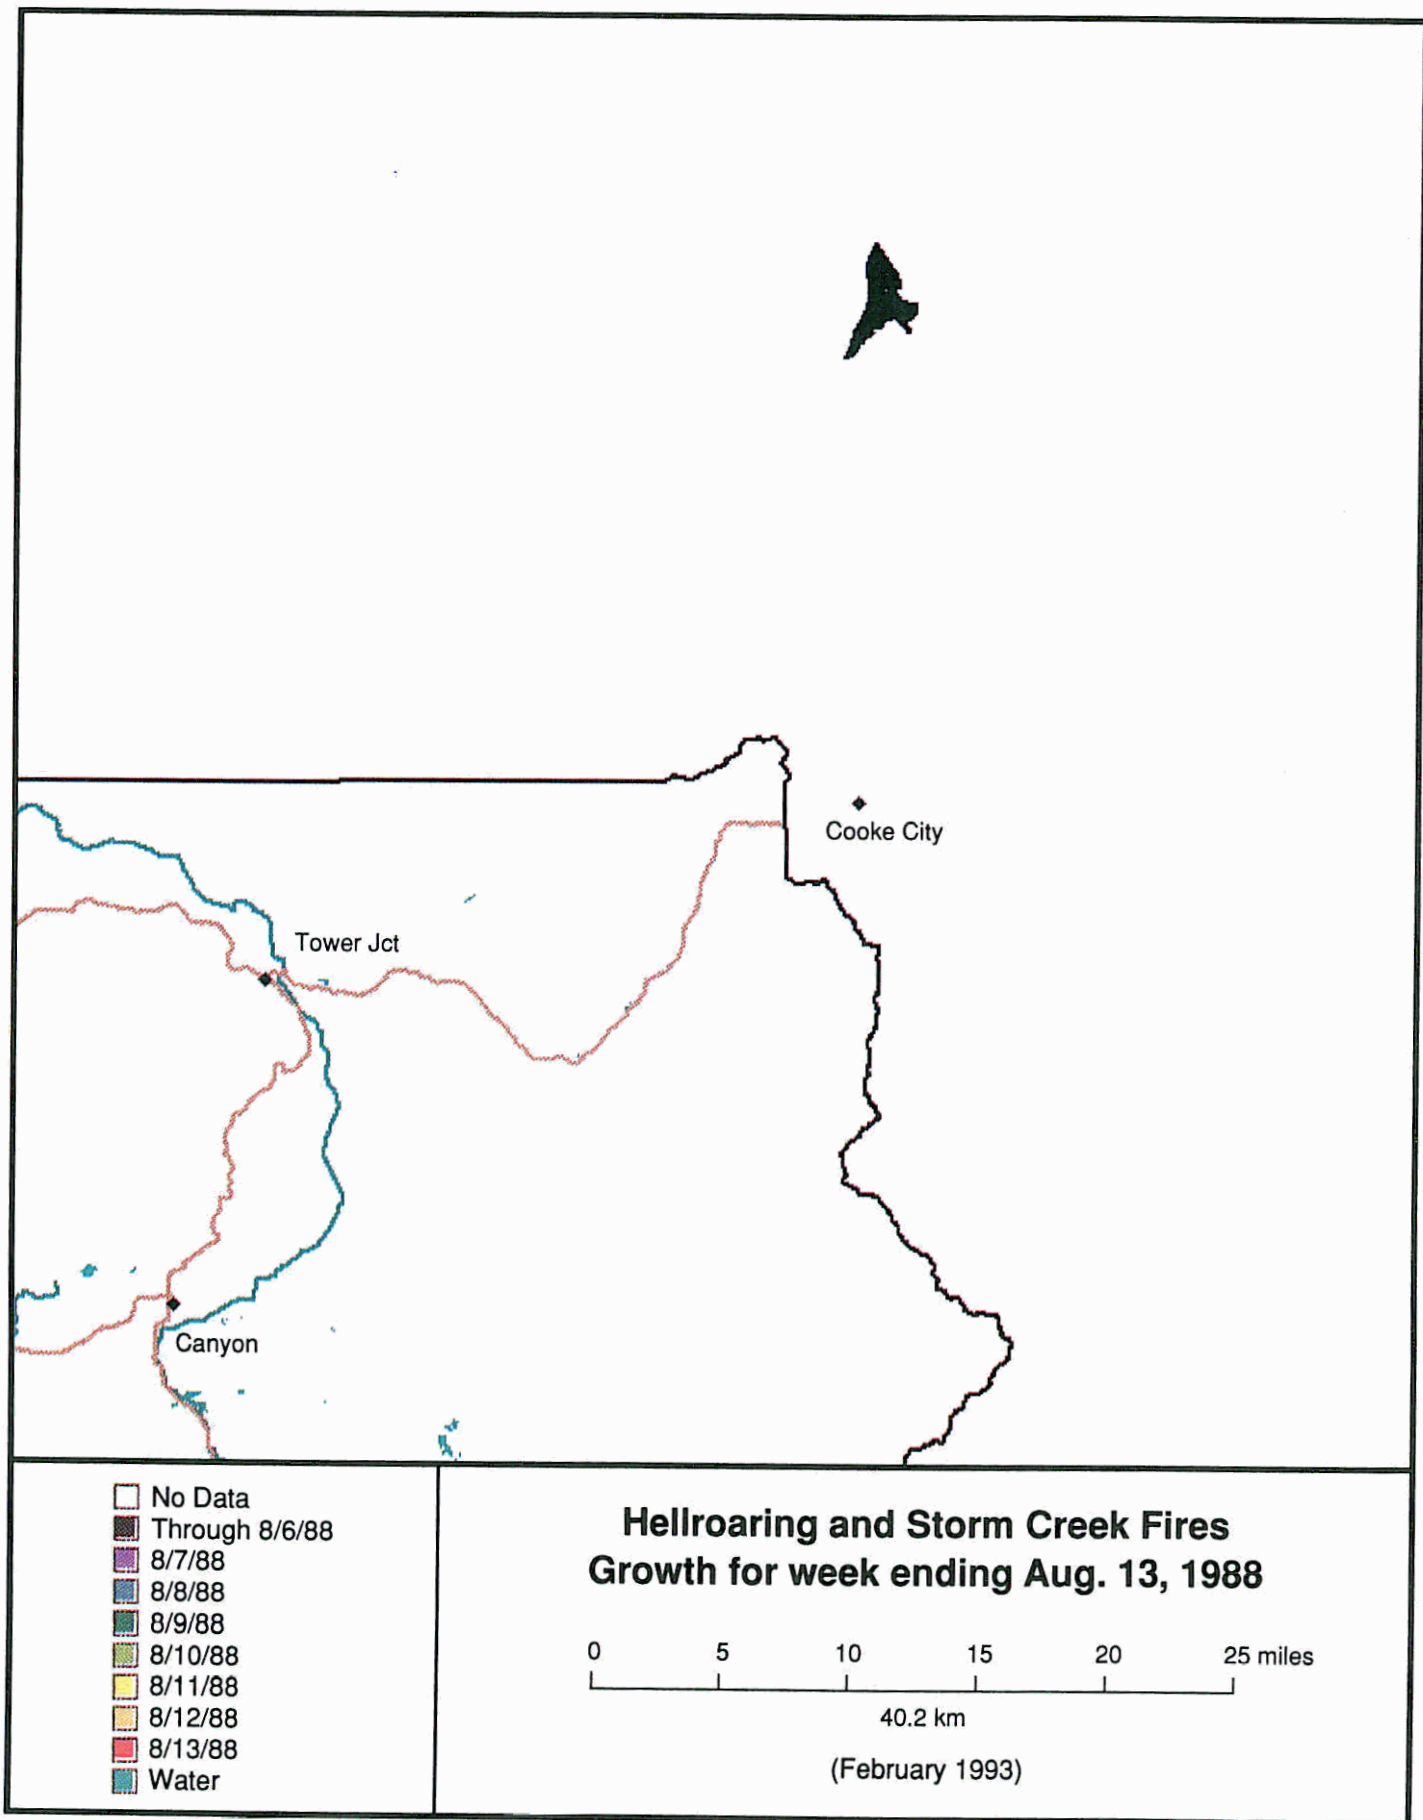 Cooke City
Tower Jct
Canyon
No Data
Through 8/6/88
8/7/88
8/8/88
8/9/88
8/10/88
8/11/88
8/12/88
8/13/88
Water
Hellroaring and Storm Creek Fires
Growth for week ending Aug. 13, 1988
0 5 10 15 20 25 miles
40.2 km
(February 1993)